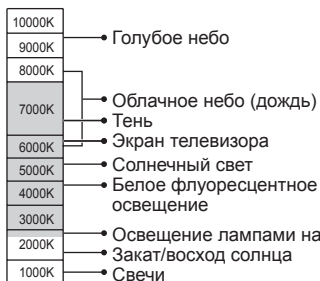 10000K
9000K
8000K
7000K
6000K
5000K
4000K
3000K
2000K
1000K
Голубое небо
Облачное небо (дождь)
Тень
Экран телевизора
Солнечный свет
Белое флуоресцентное
освещение
Освещение лампами на
Закат/восход солнца
Свечи